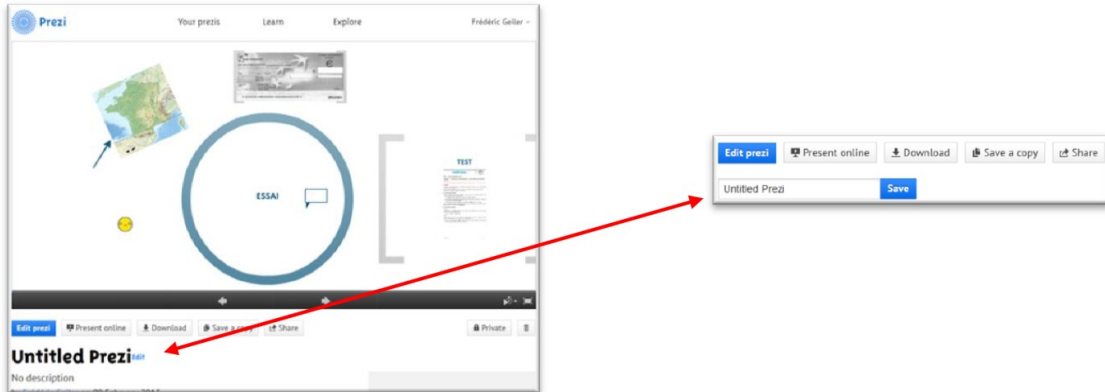 Prezi
Your prezis Learn Explore Frédéric Geller
ESSAI
TEST
Edit prezi Present online Download Save a copy Share Private
Untitled Prezi Edit
No description
Edit prezi Present online Download Save a copy Share
Untitled Prezi Save